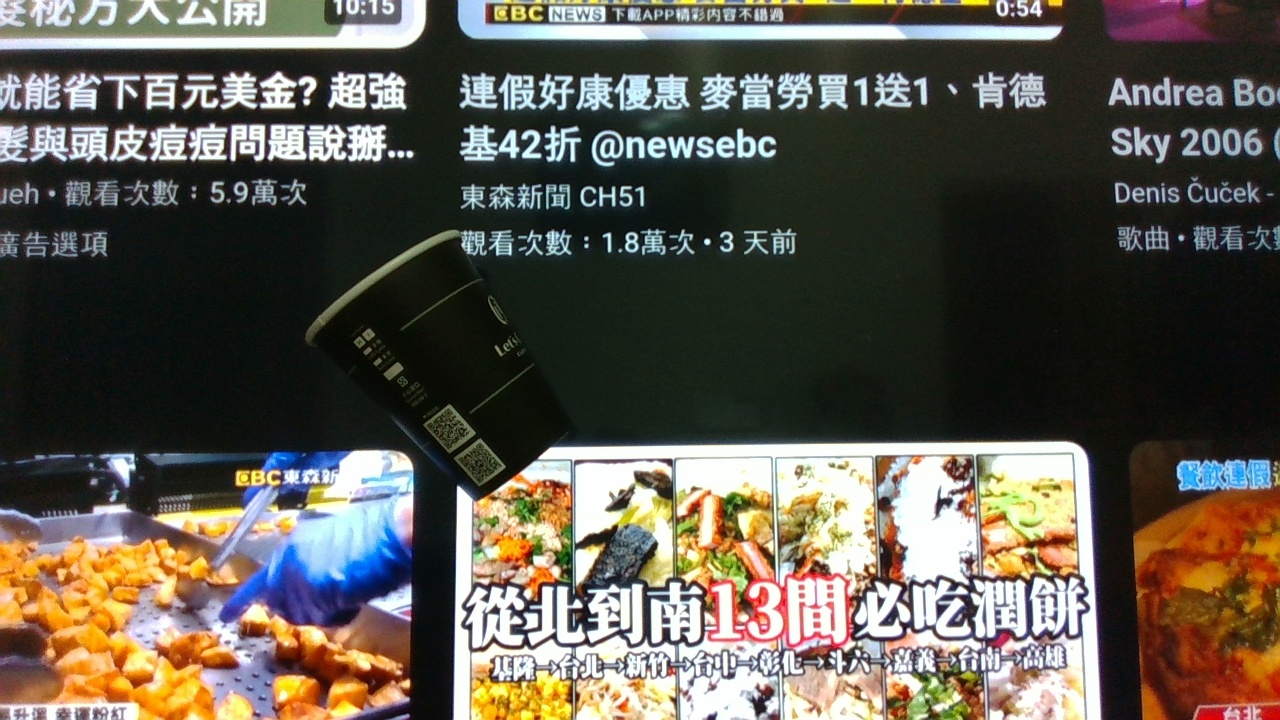 髮秘方大公開
10:15
就能省下百元美金? 超強
髮與頭皮痘痘問題說掰...
ueh • 觀看次數：5.9萬次
廣告選項
EBC NEWS 下載APP精彩內容不錯過
0:54
連假好康優惠 麥當勞買1送1、肯德
基42折 @newsebc
東森新聞 CH51
觀看次數：1.8萬次 • 3 天前
Andrea Bo
Sky 2006 (
Denis Čuček -
歌曲 • 觀看次數
Let's
EBC東森新
升溫 幸運粉紅
從北到南13間必吃潤餅
基隆→台北→新竹→台中→彰化→斗六→嘉義→台南→高雄
餐飲連假
台北